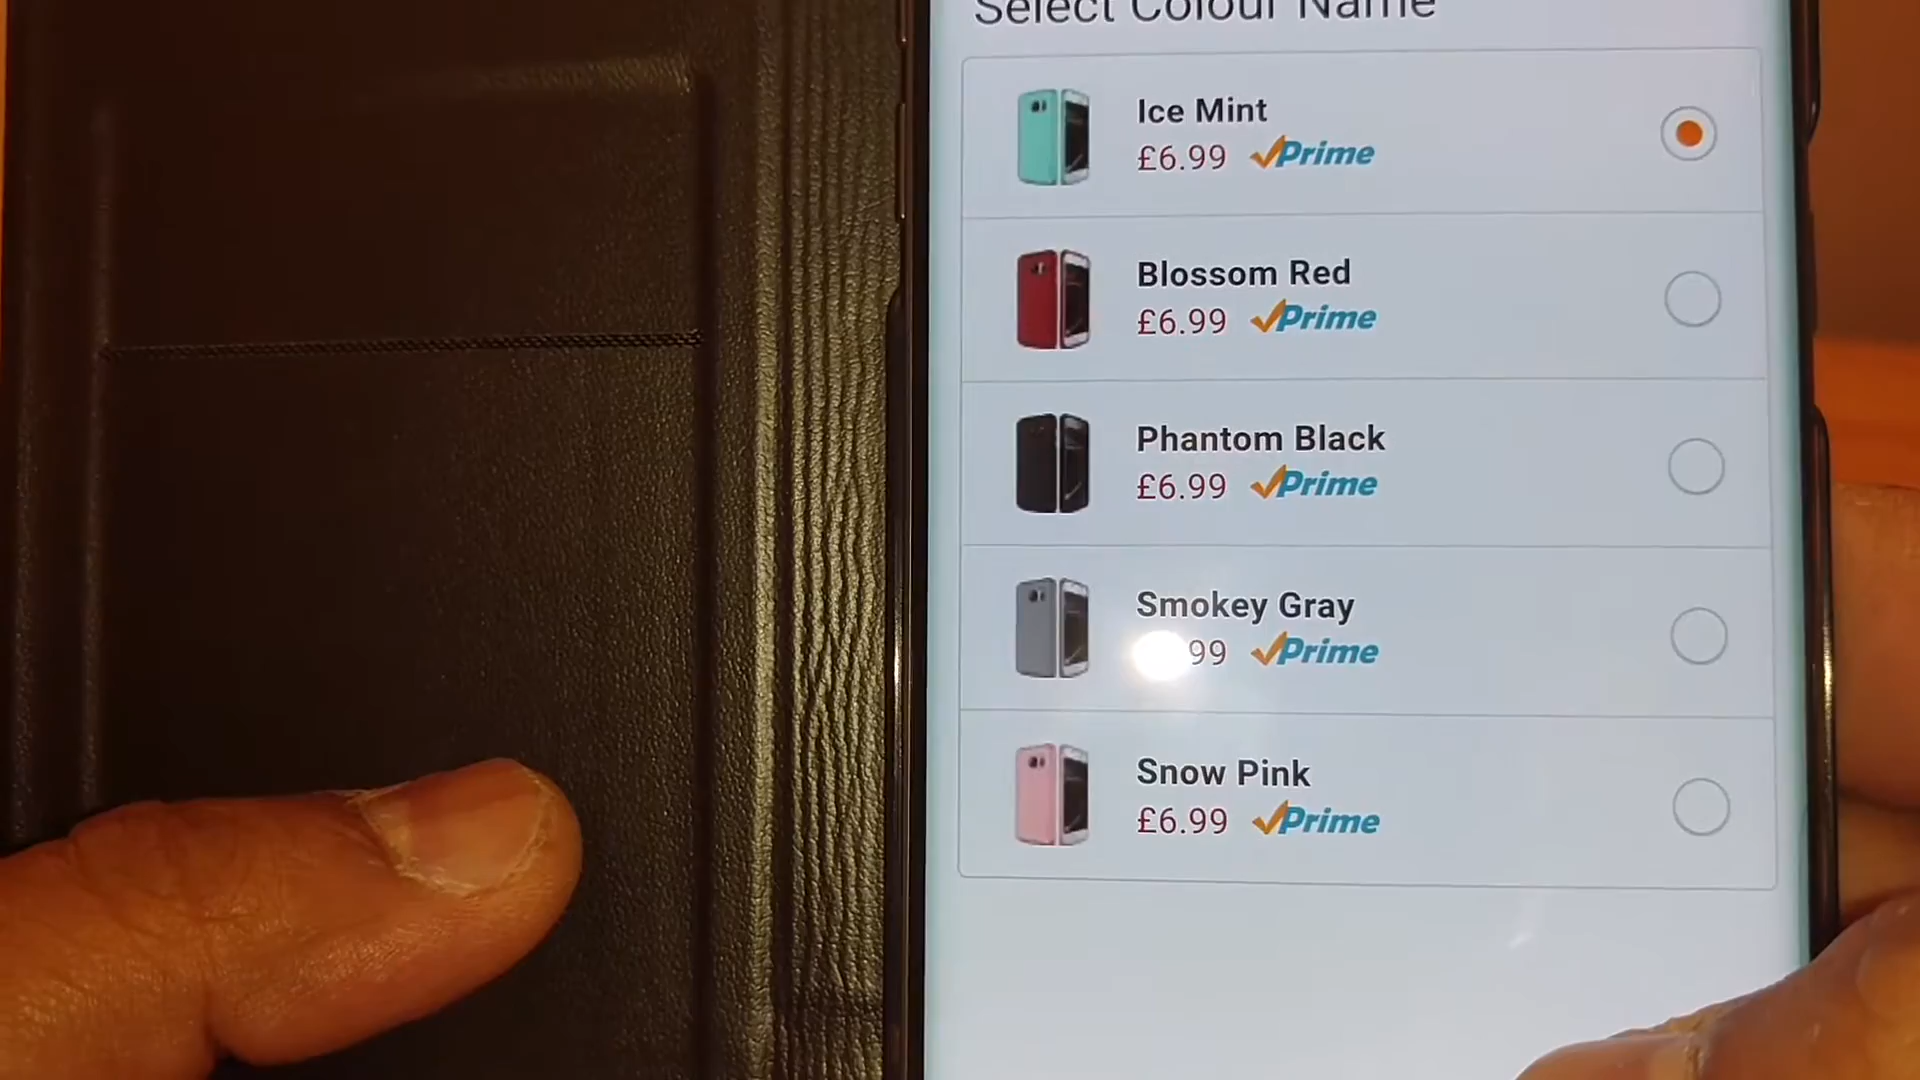 Select Colour Name
Ice Mint
£6.99 Prime
Blossom Red
£6.99 Prime
Phantom Black
£6.99 Prime
Smokey Gray
99 Prime
Snow Pink
£6.99 Prime